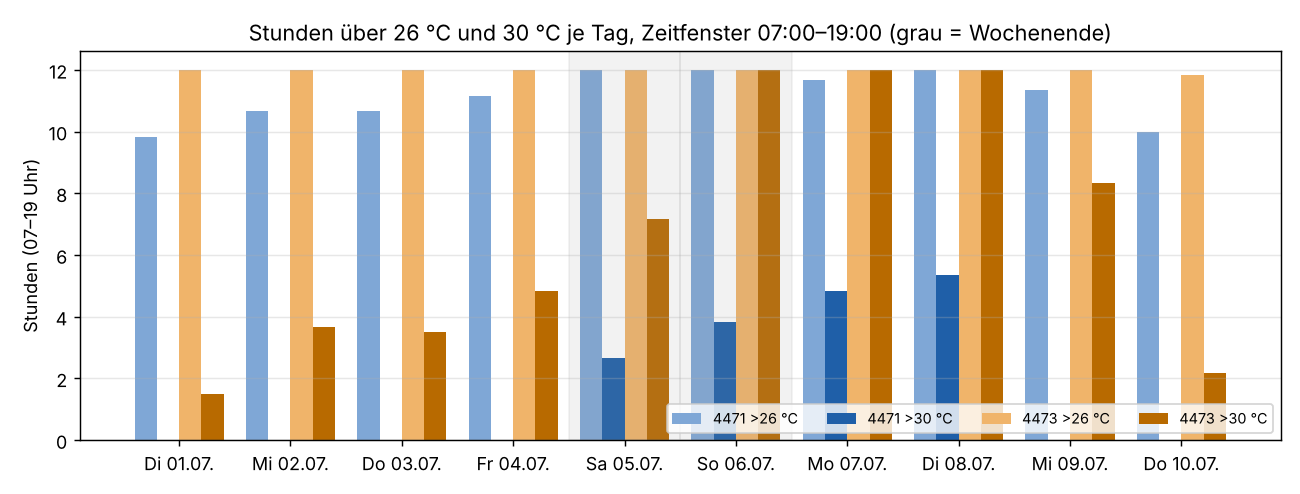 Stunden über 26 °C und 30 °C je Tag, Zeitfenster 07:00–19:00 (grau = Wochenende)
Stunden (07–19 Uhr)
12
10
8
6
4
2
0
4471 >26 °C 4471 >30 °C 4473 >26 °C 4473 >30 °C
Di 01.07. Mi 02.07. Do 03.07. Fr 04.07. Sa 05.07. So 06.07. Mo 07.07. Di 08.07. Mi 09.07. Do 10.07.